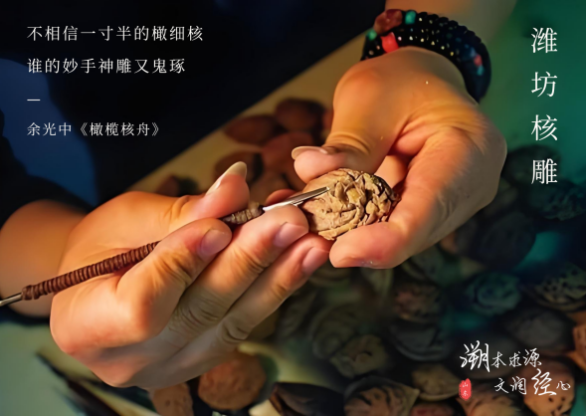 不相信一寸半的橄细核
谁的妙手神雕又鬼琢
余光中《橄榄核舟》
潍坊核雕
溯本求源
文润经心